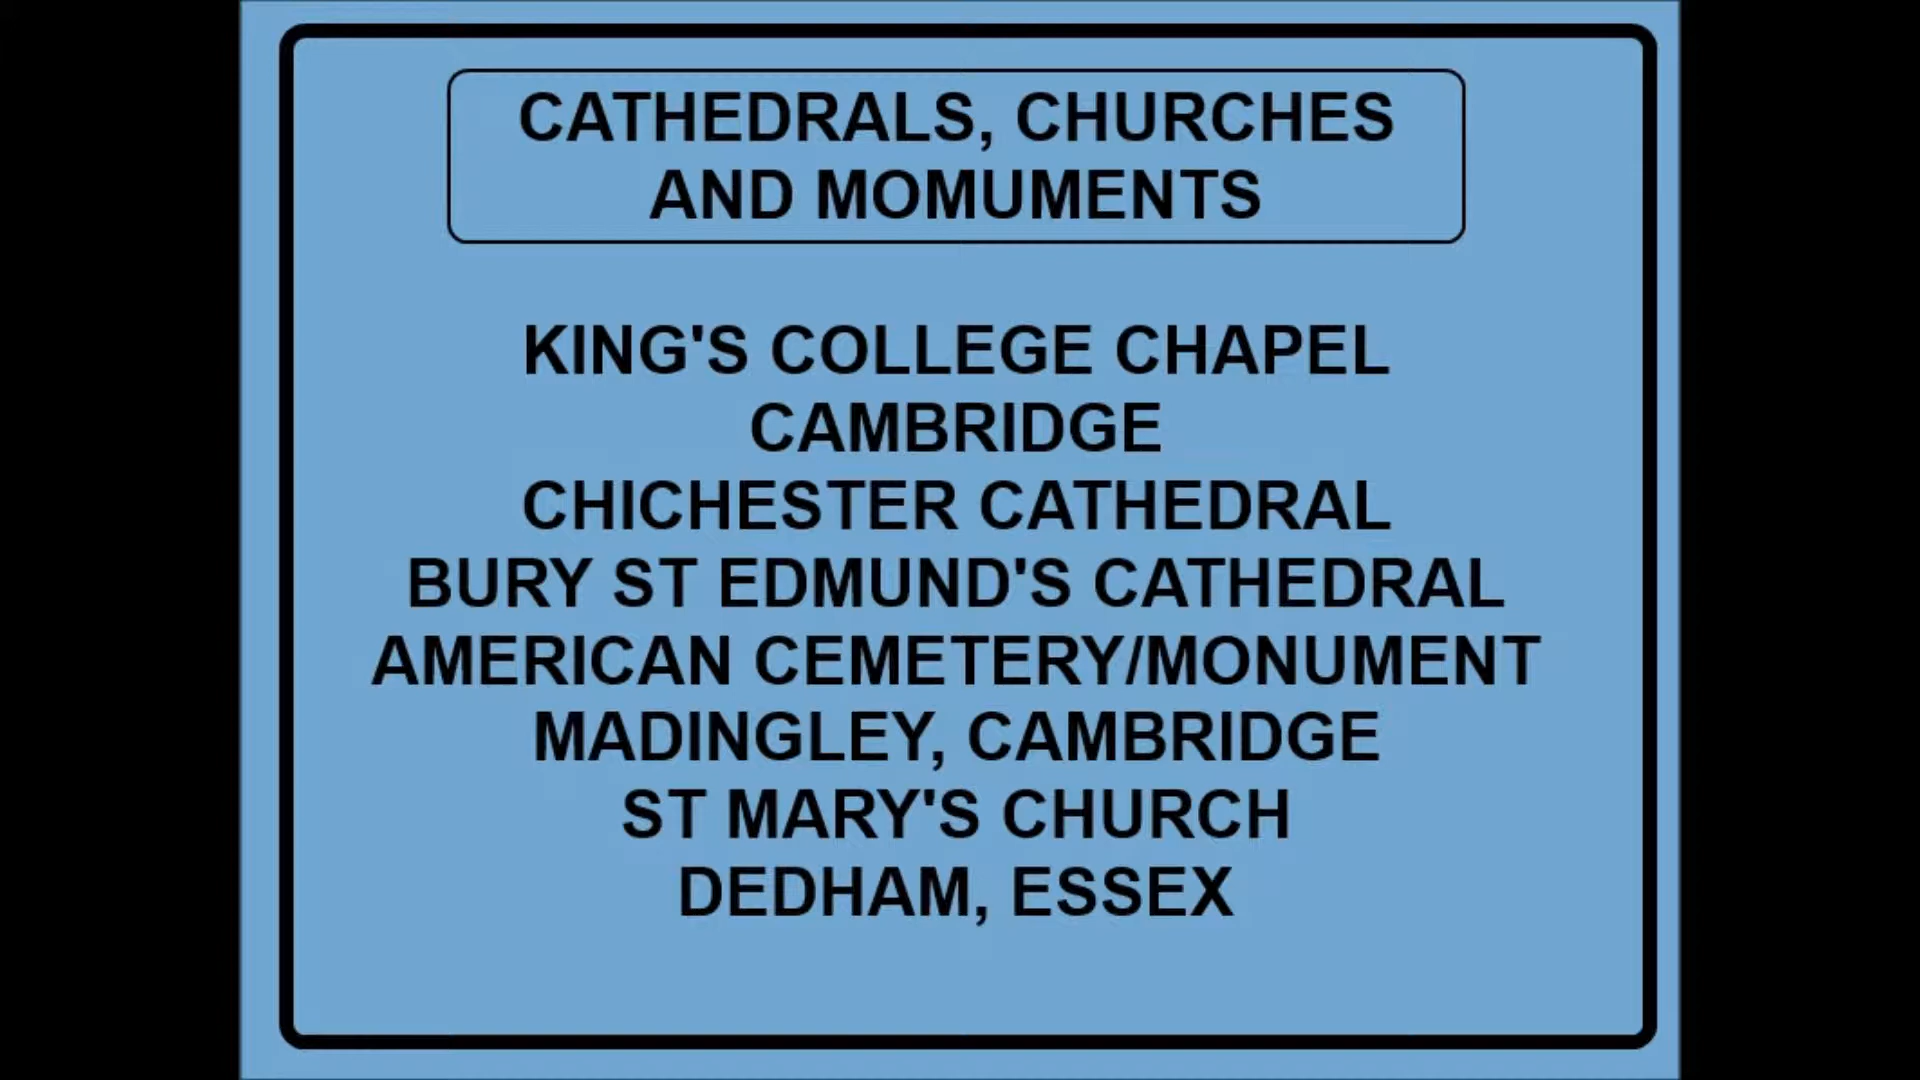 CATHEDRALS, CHURCHES
AND MOMUMENTS
KING'S COLLEGE CHAPEL
CAMBRIDGE
CHICHESTER CATHEDRAL
BURY ST EDMUND'S CATHEDRAL
AMERICAN CEMETERY/MONUMENT
MADINGLEY, CAMBRIDGE
ST MARY'S CHURCH
DEDHAM, ESSEX